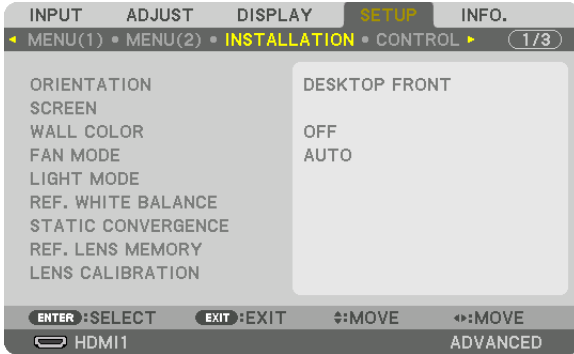 INPUT ADJUST DISPLAY SETUP INFO.
MENU(1) • MENU(2) • INSTALLATION • CONTROL 1/3
ORIENTATION DESKTOP FRONT
SCREEN
WALL COLOR OFF
FAN MODE AUTO
LIGHT MODE
REF. WHITE BALANCE
STATIC CONVERGENCE
REF. LENS MEMORY
LENS CALIBRATION
ENTER :SELECT EXIT :EXIT :MOVE :MOVE
HDMI1 ADVANCED